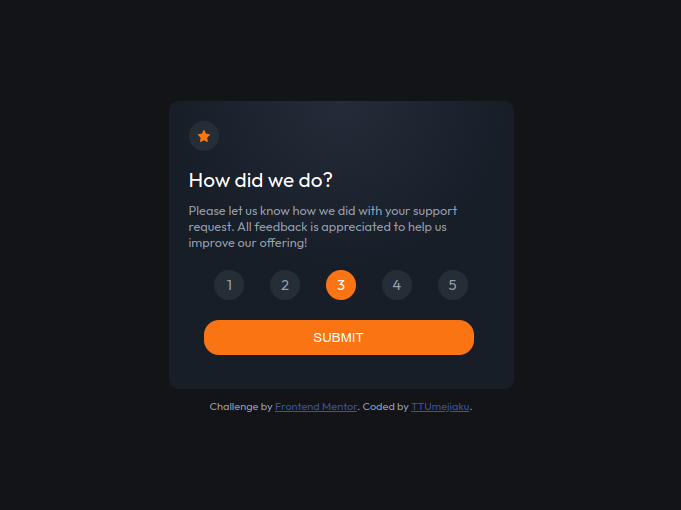 How did we do?
Please let us know how we did with your support
request. All feedback is appreciated to help us
improve our offering!
1 2 3 4 5
SUBMIT
Challenge by Frontend Mentor. Coded by TTUmejiaku.